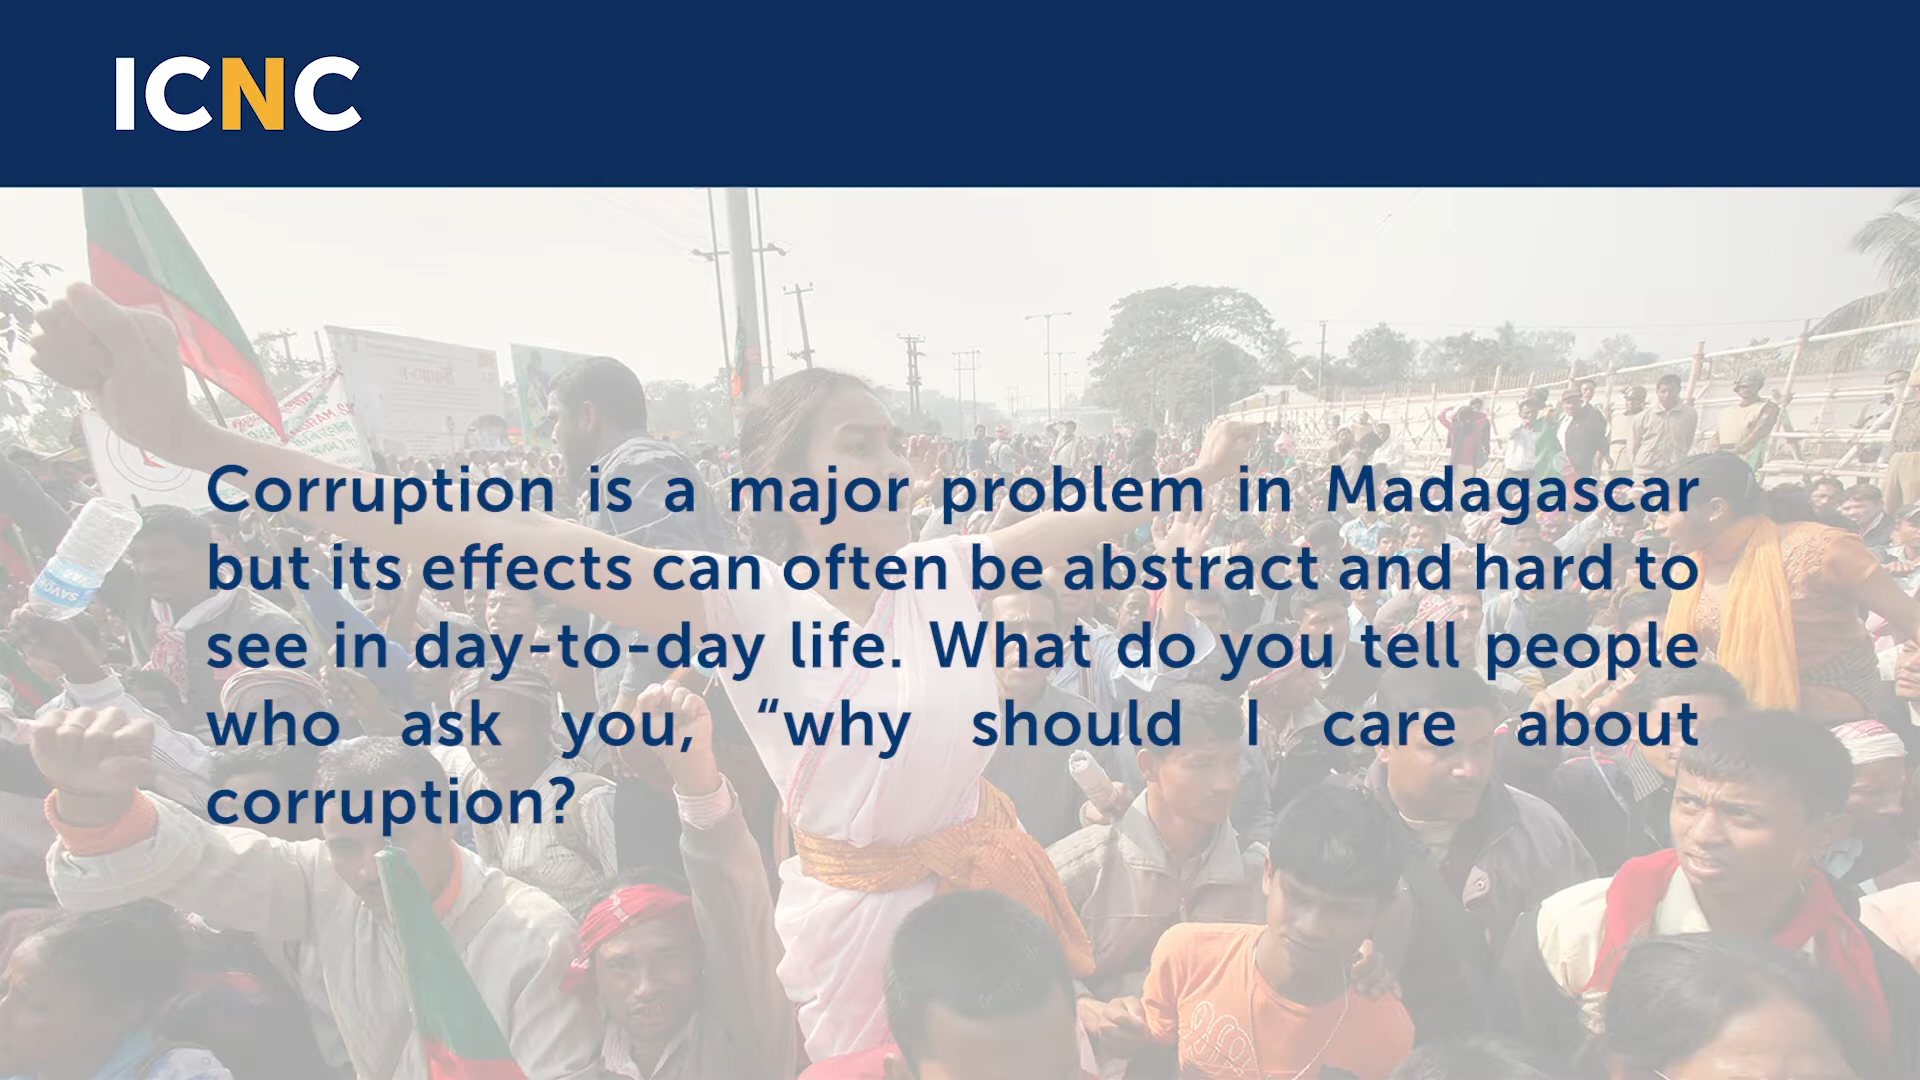 ICNC
Corruption is a major problem in Madagascar
but its effects can often be abstract and hard to
see in day-to-day life. What do you tell people
who ask you, “why should I care about
corruption?